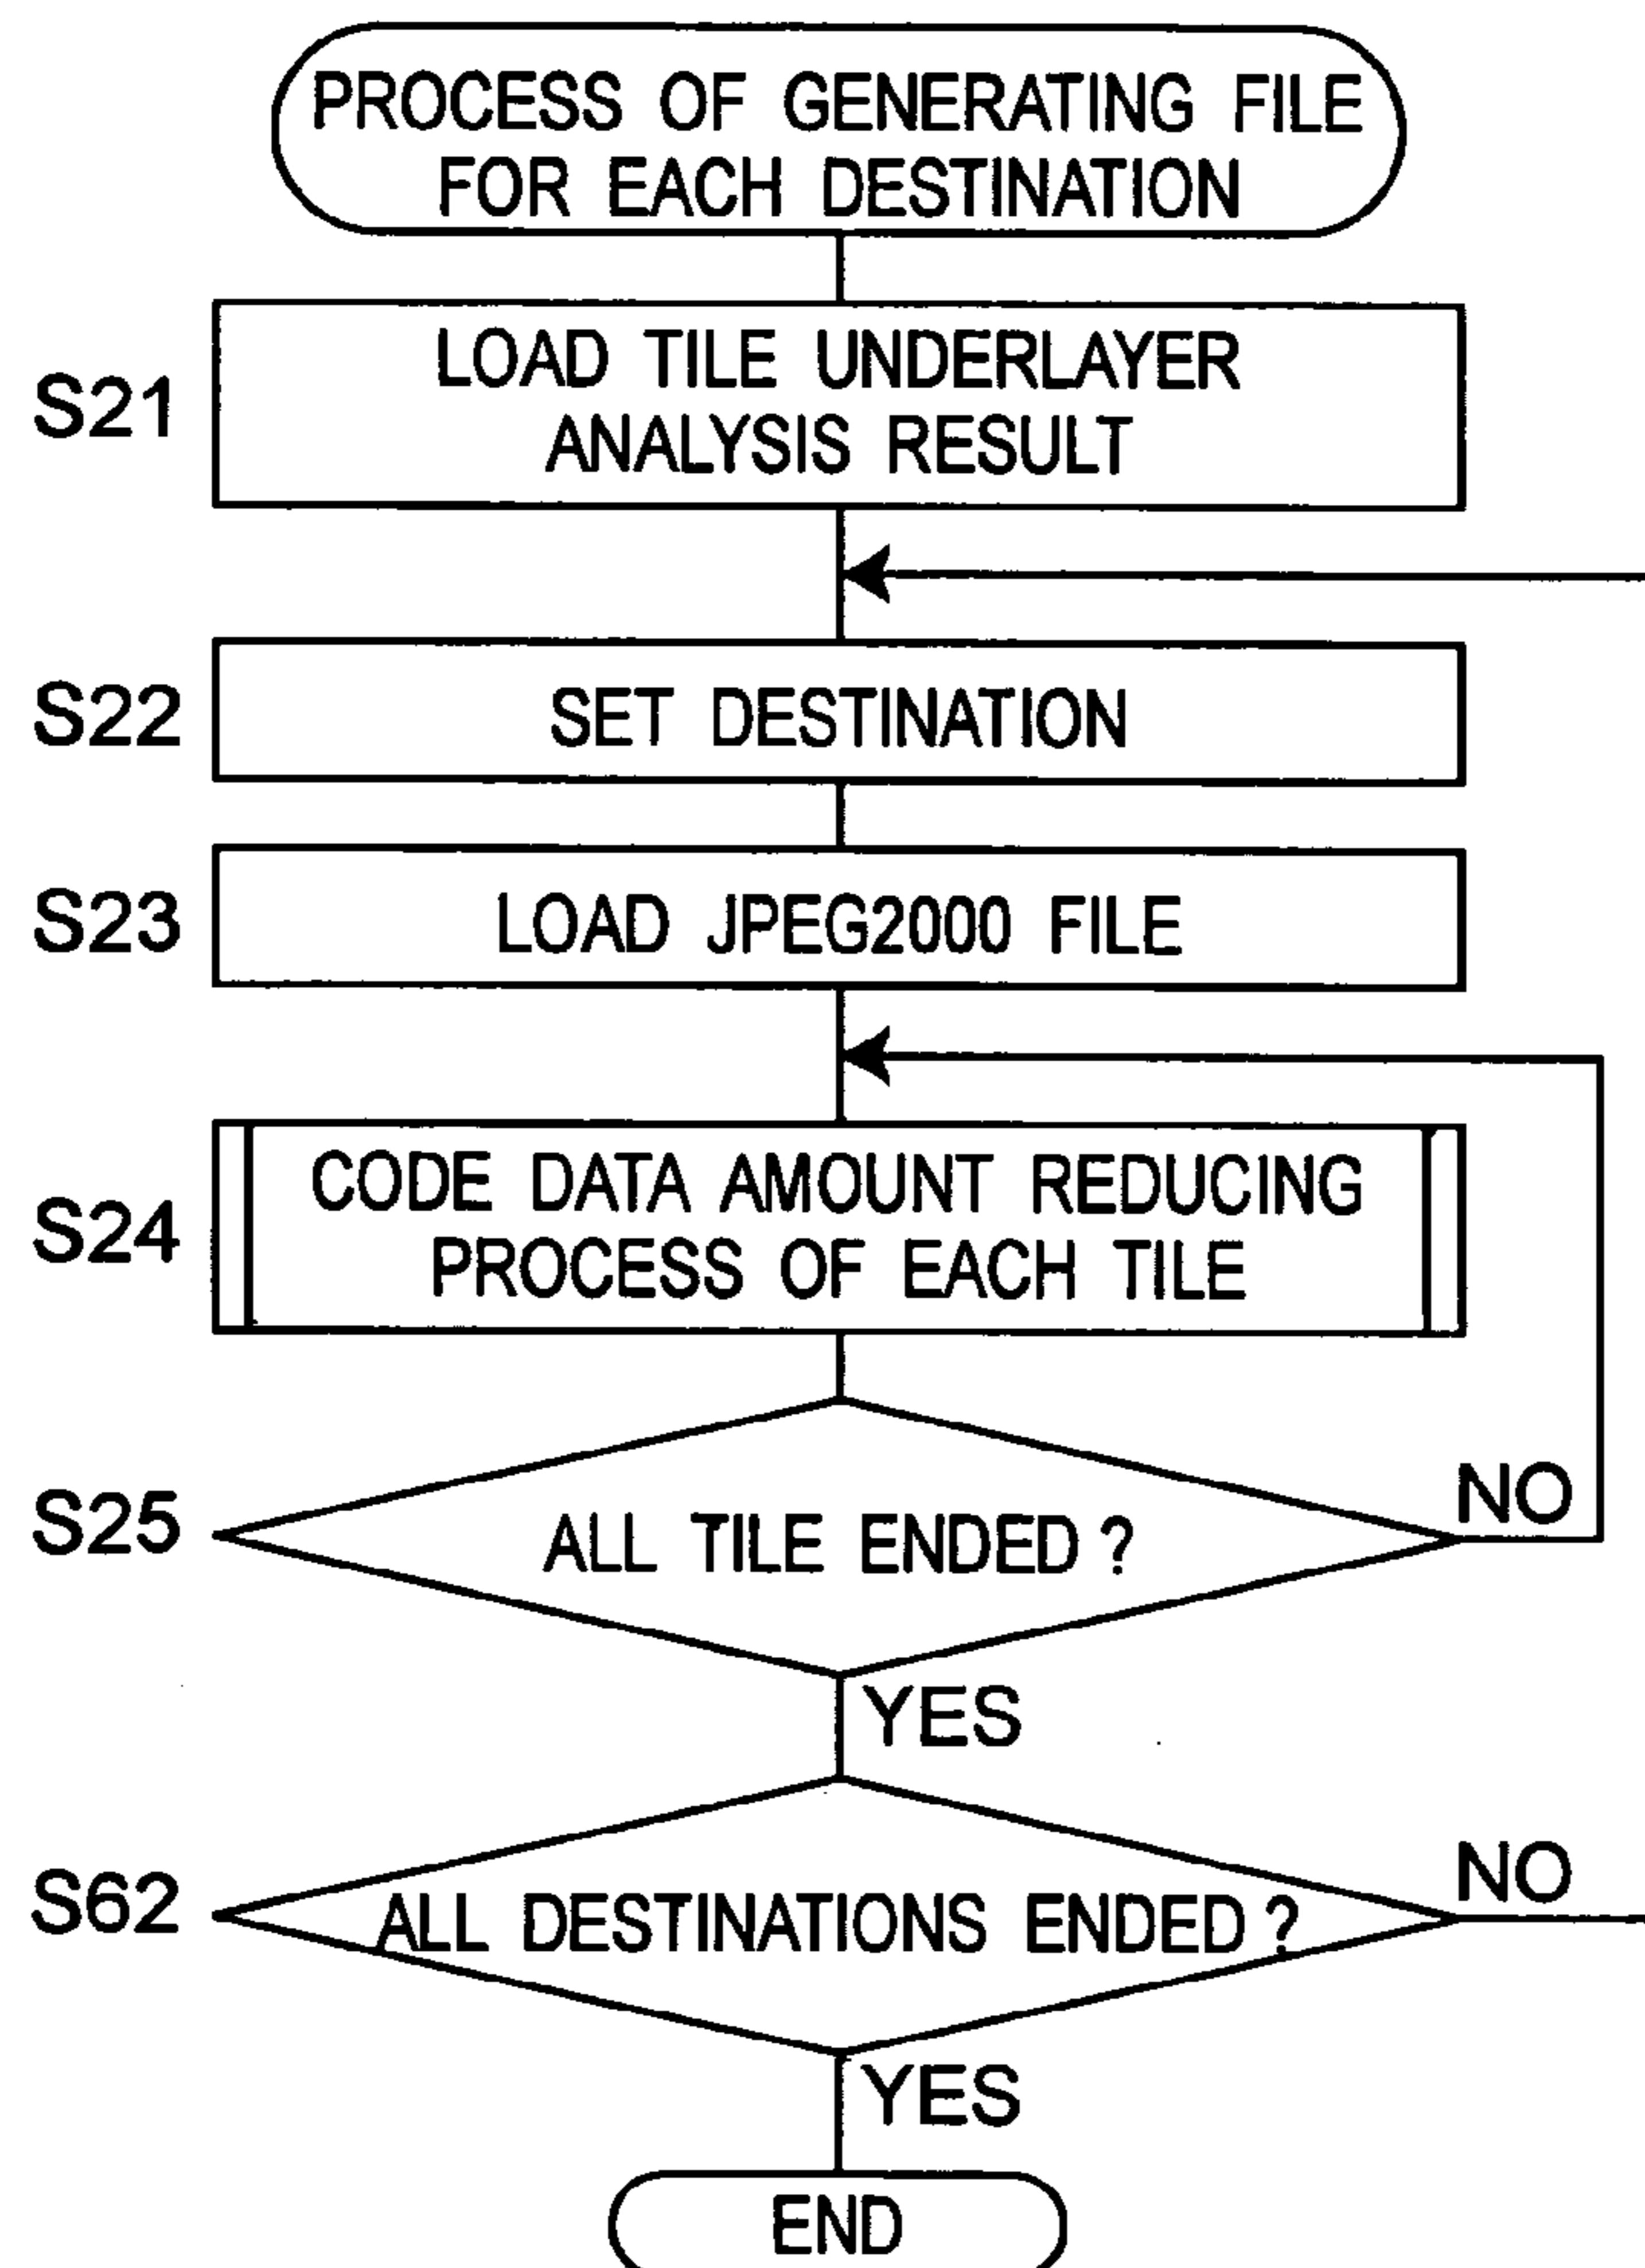 PROCESS OF GENERATING FILE
FOR EACH DESTINATION
S21
LOAD TILE UNDERLAYER
ANALYSIS RESULT
S22
SET DESTINATION
S23
LOAD JPEG2000 FILE
S24
CODE DATA AMOUNT REDUCING
PROCESS OF EACH TILE
S25
ALL TILE ENDED ?
NO
YES
S62
ALL DESTINATIONS ENDED ?
NO
YES
END